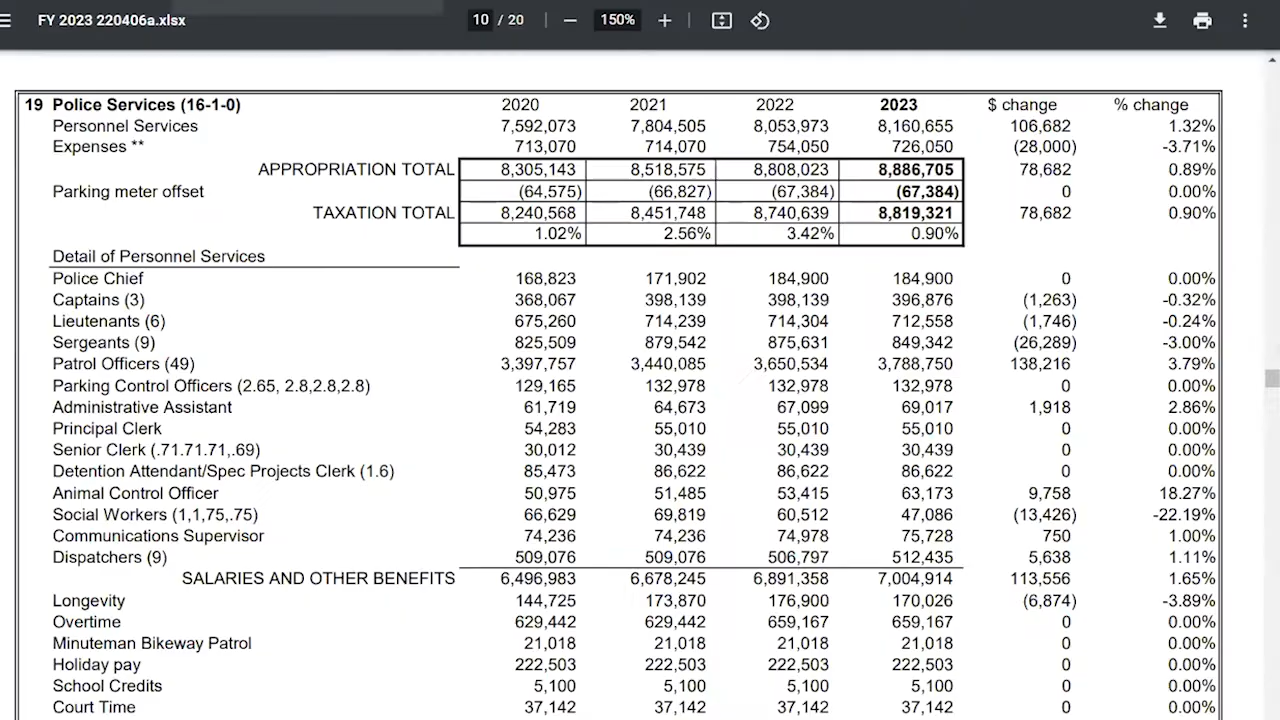 FY 2023 220406a.xlsx 10 / 20 150%
19 Police Services (16-1-0) 2020 2021 2022 2023 $ change % change
Personnel Services 7,592,073 7,804,505 8,053,973 8,160,655 106,682 1.32%
Expenses ** 713,070 714,070 754,050 726,050 (28,000) -3.71%
APPROPRIATION TOTAL 8,305,143 8,518,575 8,808,023 8,886,705 78,682 0.89%
Parking meter offset (64,575) (66,827) (67,384) (67,384) 0 0.00%
TAXATION TOTAL 8,240,568 8,451,748 8,740,639 8,819,321 78,682 0.90%
1.02% 2.56% 3.42% 0.90%
Detail of Personnel Services
Police Chief 168,823 171,902 184,900 184,900 0 0.00%
Captains (3) 368,067 398,139 398,139 396,876 (1,263) -0.32%
Lieutenants (6) 675,260 714,239 714,304 712,558 (1,746) -0.24%
Sergeants (9) 825,509 879,542 875,631 849,342 (26,289) -3.00%
Patrol Officers (49) 3,397,757 3,440,085 3,650,534 3,788,750 138,216 3.79%
Parking Control Officers (2.65, 2.8,2.8,2.8) 129,165 132,978 132,978 132,978 0 0.00%
Administrative Assistant 61,719 64,673 67,099 69,017 1,918 2.86%
Principal Clerk 54,283 55,010 55,010 55,010 0 0.00%
Senior Clerk (.71.71.71,.69) 30,012 30,439 30,439 30,439 0 0.00%
Detention Attendant/Spec Projects Clerk (1.6) 85,473 86,622 86,622 86,622 0 0.00%
Animal Control Officer 50,975 51,485 53,415 63,173 9,758 18.27%
Social Workers (1,1,75,.75) 66,629 69,819 60,512 47,086 (13,426) -22.19%
Communications Supervisor 74,236 74,236 74,978 75,728 750 1.00%
Dispatchers (9) 509,076 509,076 506,797 512,435 5,638 1.11%
SALARIES AND OTHER BENEFITS 6,496,983 6,678,245 6,891,358 7,004,914 113,556 1.65%
Longevity 144,725 173,870 176,900 170,026 (6,874) -3.89%
Overtime 629,442 629,442 659,167 659,167 0 0.00%
Minuteman Bikeway Patrol 21,018 21,018 21,018 21,018 0 0.00%
Holiday pay 222,503 222,503 222,503 222,503 0 0.00%
School Credits 5,100 5,100 5,100 5,100 0 0.00%
Court Time 37,142 37,142 37,142 37,142 0 0.00%